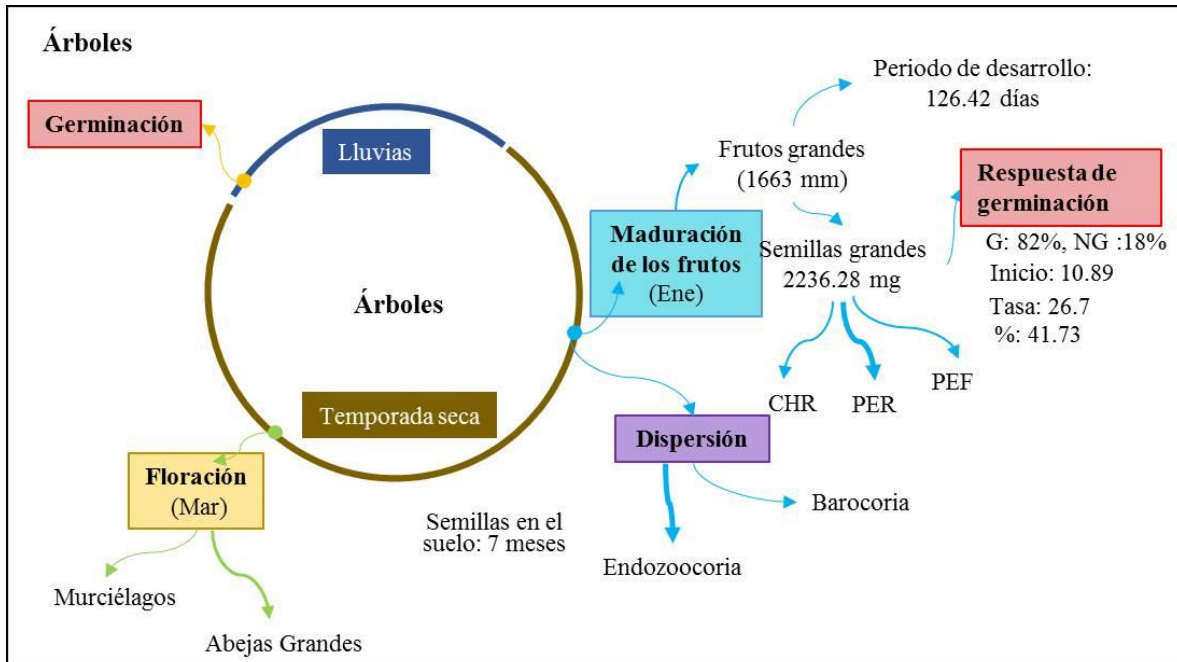 Árboles
Germinación
Lluvias
Árboles
Temporada seca
Floración
(Mar)
Murciélagos
Abejas Grandes
Semillas en el
suelo: 7 meses
Maduración
de los frutos
(Ene)
Frutos grandes
(1663 mm)
Periodo de desarrollo:
126.42 días
Semillas grandes
2236.28 mg
CHR
PER
PEF
Respuesta de
germinación
G: 82%, NG :18%
Inicio: 10.89
Tasa: 26.7
%: 41.73
Dispersión
Barocoria
Endozoocoria